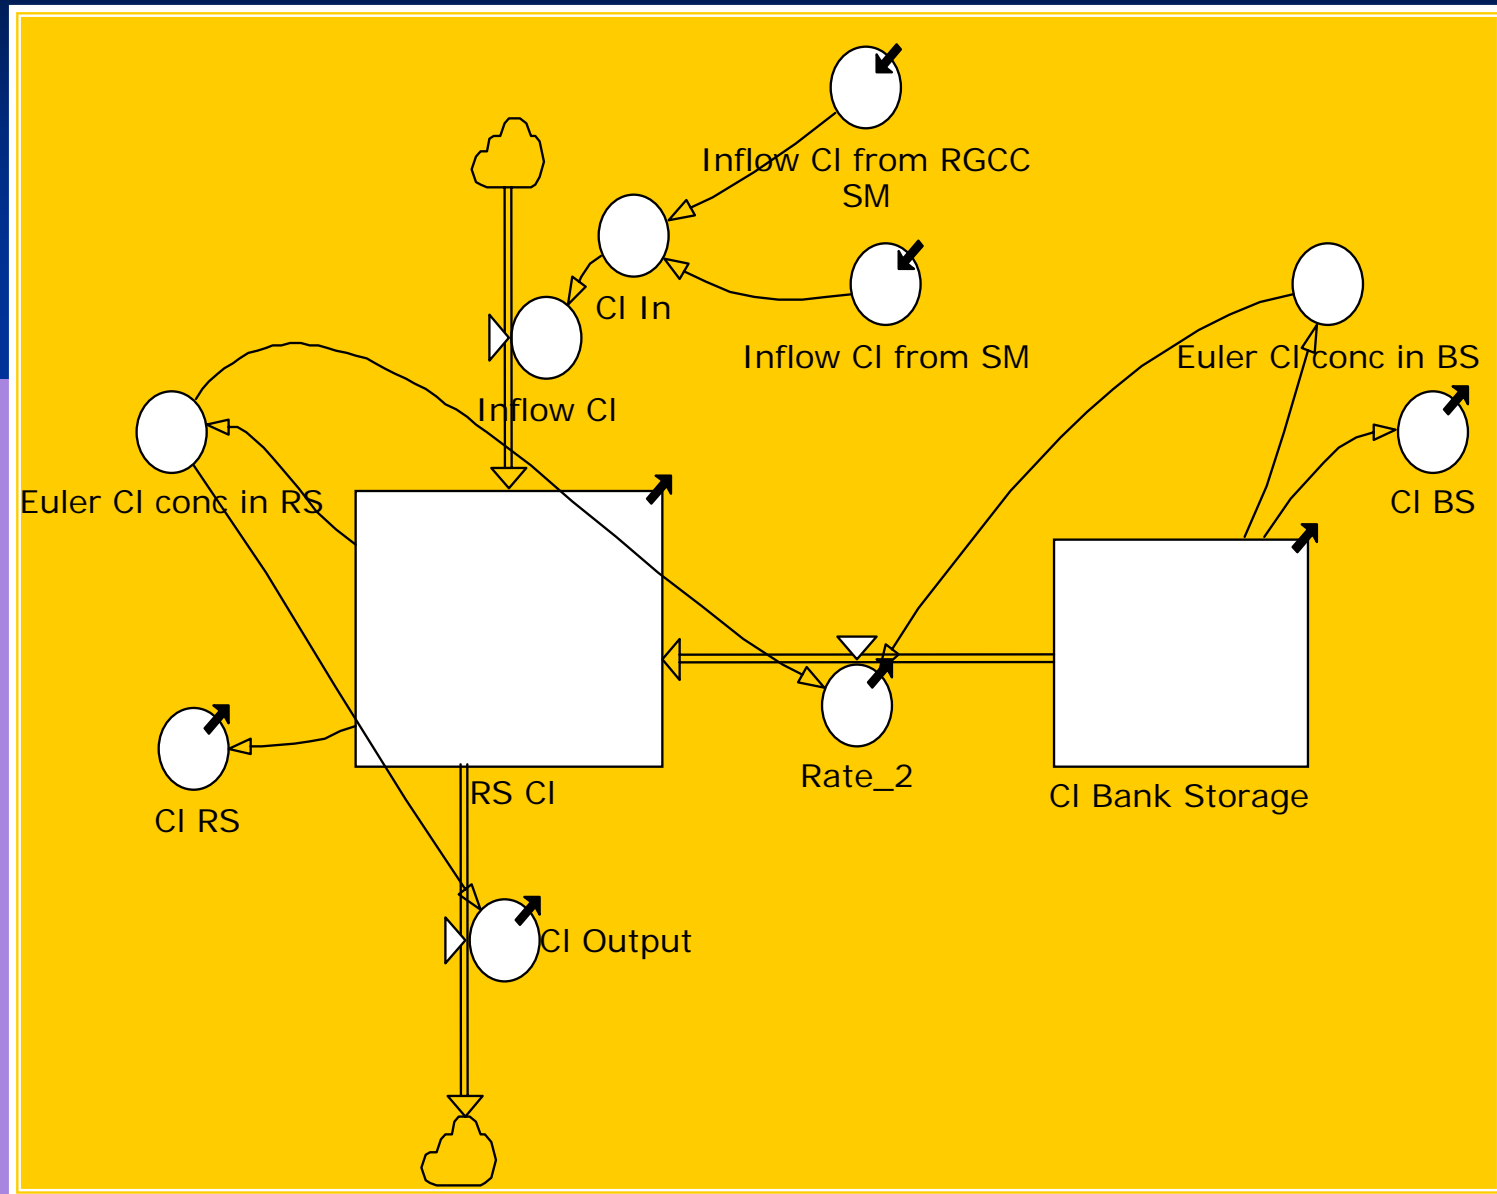 Inflow Cl from RGCC
SM
Cl In
Inflow Cl from SM
Euler Cl conc in BS
Inflow Cl
Euler Cl conc in RS
Cl BS
RS Cl
Rate_2
Cl Bank Storage
Cl RS
Cl Output